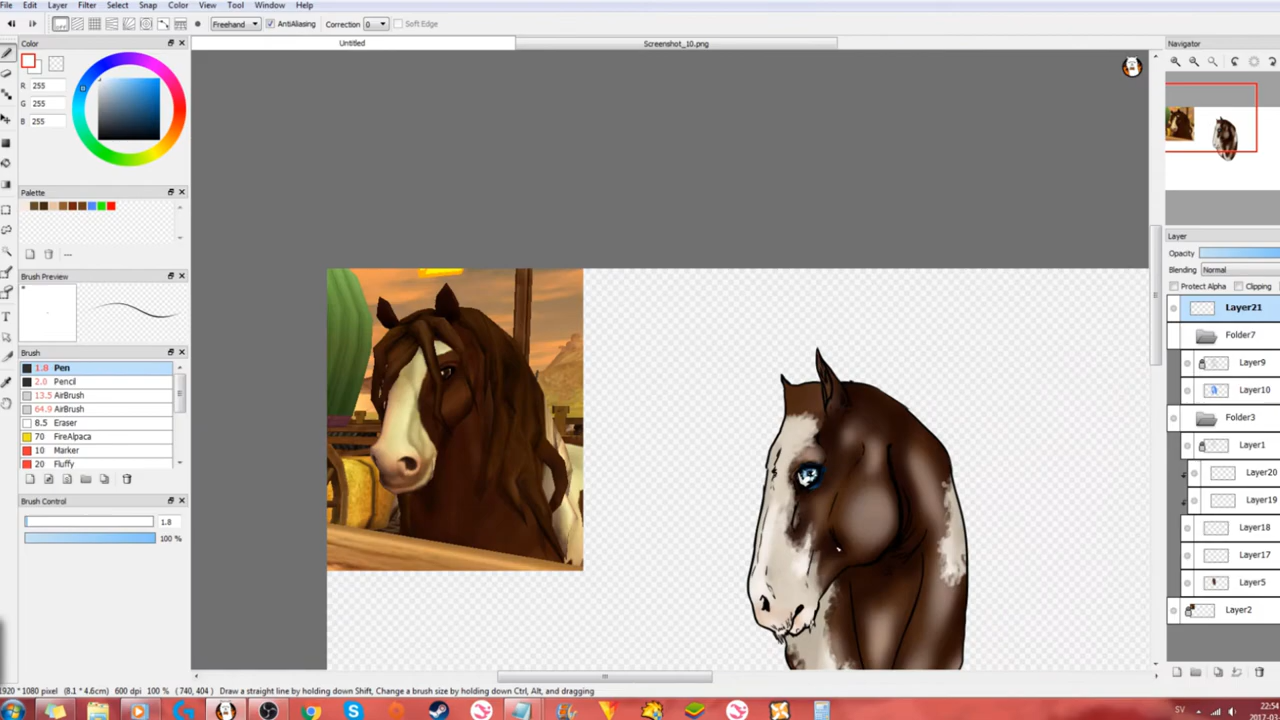 File Edit Layer Filter Select Snap Color View Tool Window Help
OFF Freehand AntiAliasing Correction 0 Soft Edge
Color
Untitled
Screenshot_10.png
Navigator
R 255
G 255
B 255
Palette
Layer
Opacity
Blending Normal
Protect Alpha Clipping
Layer21
Folder7
Layer9
Layer10
Folder3
Layer1
Layer20
Layer19
Layer18
Layer17
Layer5
Layer2
Brush Preview
Brush
1.8 Pen
2.0 Pencil
13.5 AirBrush
64.9 AirBrush
8.5 Eraser
70 FireAlpaca
10 Marker
20 Fluffy
Brush Control
1.8
100 %
1920 * 1080 pixel (8.1 * 4.6cm) 600 dpi 100 % (740, 404) Draw a straight line by holding down Shift, Change a brush size by holding down Ctrl, Alt, and dragging
SV
22:54